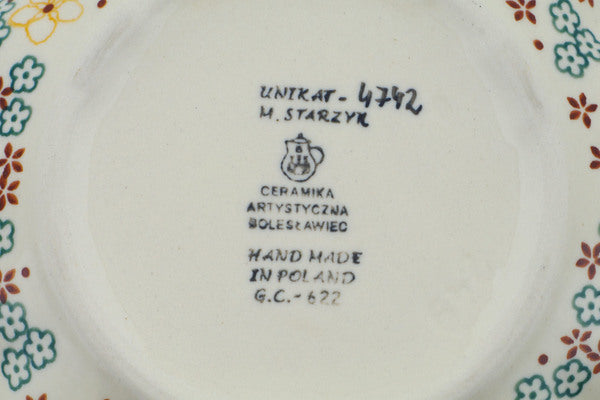 UNIKAT - 4742
M. STARZYK
CERAMIKA
ARTYSTYCZNA
BOLESŁAWIEC
HAND MADE
IN POLAND
G.C.-622